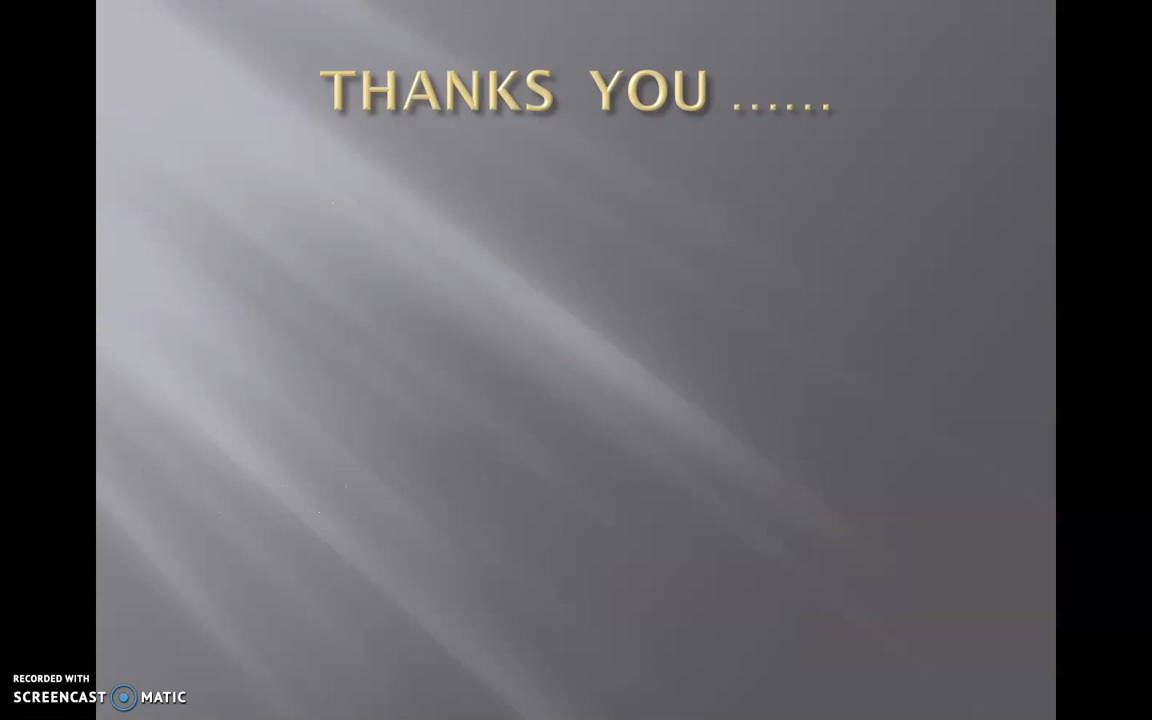 THANKS YOU ......
RECORDED WITH
SCREENCAST MATIC